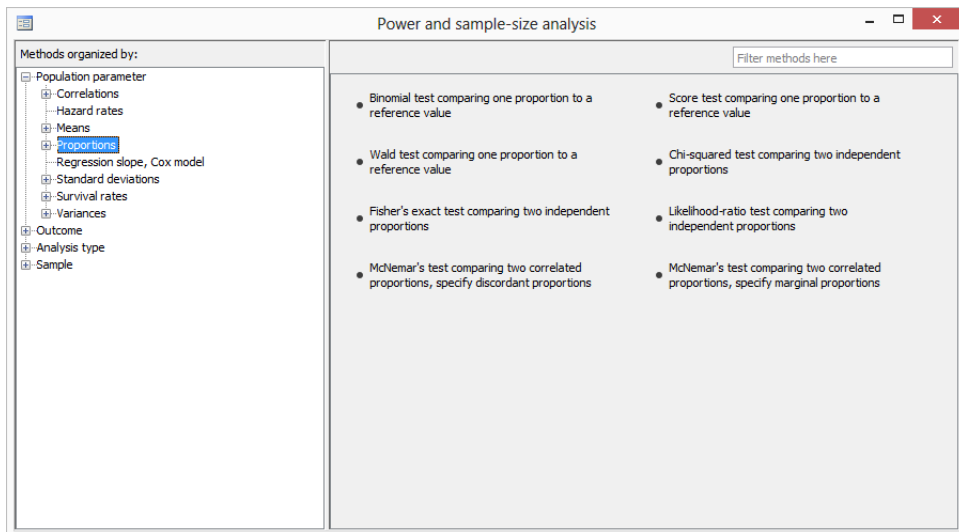 Power and sample-size analysis
Methods organized by:
Population parameter
Correlations
Hazard rates
Means
Proportions
Regression slope, Cox model
Standard deviations
Survival rates
Variances
Outcome
Analysis type
Sample
Filter methods here
Binomial test comparing one proportion to a
reference value
Score test comparing one proportion to a
reference value
Wald test comparing one proportion to a
reference value
Chi-squared test comparing two independent
proportions
Fisher's exact test comparing two independent
proportions
Likelihood-ratio test comparing two
independent proportions
McNemar's test comparing two correlated
proportions, specify discordant proportions
McNemar's test comparing two correlated
proportions, specify marginal proportions